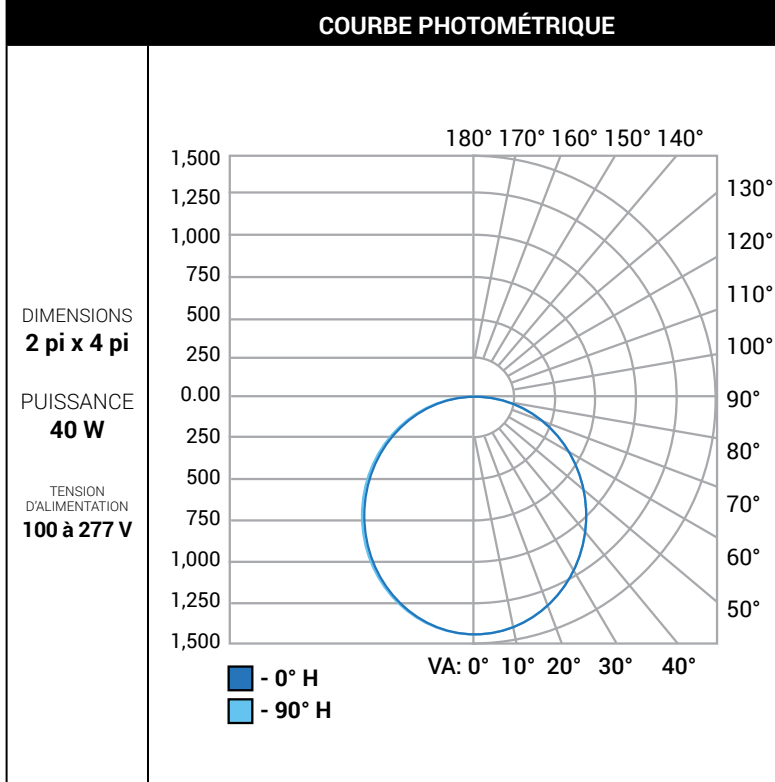 COURBE PHOTOMÉTRIQUE
DIMENSIONS
2 pi x 4 pi
PUISSANCE
40 W
TENSION
D'ALIMENTATION
100 à 277 V
180° 170° 160° 150° 140°
1,500
1,250
1,000
750
500
250
0.00
250
500
750
1,000
1,250
1,500
130°
120°
110°
100°
90°
80°
70°
60°
50°
VA: 0° 10° 20° 30° 40°
- 0° H
- 90° H